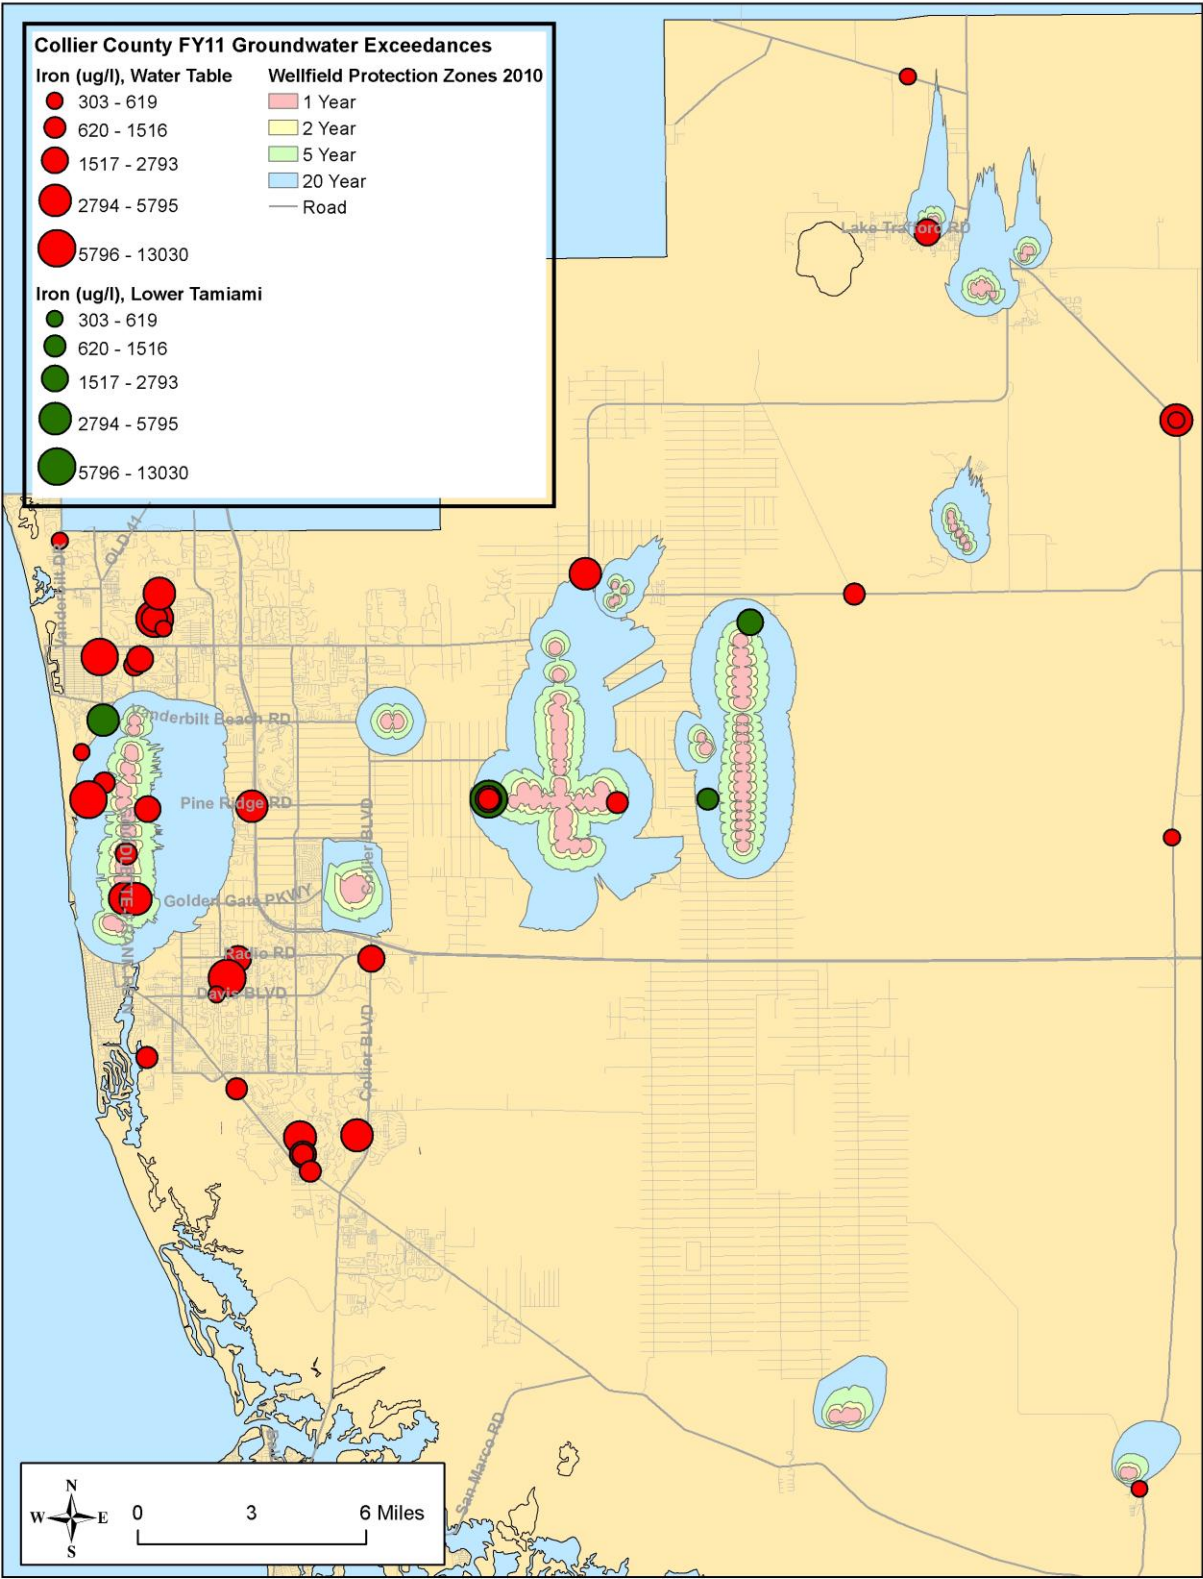 Collier County FY11 Groundwater Exceedances
Iron (ug/l), Water Table
303 - 619
620 - 1516
1517 - 2793
2794 - 5795
5796 - 13030
Wellfield Protection Zones 2010
1 Year
2 Year
5 Year
20 Year
Road
Iron (ug/l), Lower Tamiami
303 - 619
620 - 1516
1517 - 2793
2794 - 5795
5796 - 13030
Lake Trafford RD
OLD 41
Vanderbilt DR
Vanderbilt Beach RD
Pine Ridge RD
Collier BLVD
Golden Gate PKWY
Radio RD
Davis BLVD
Collier BLVD
San Marco RD
N
W
E
S
0
3
6 Miles